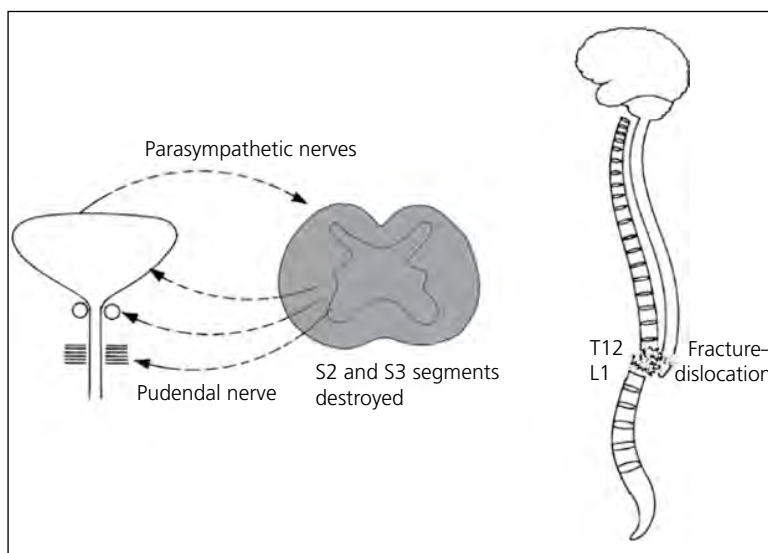 Parasympathetic nerves
Pudendal nerve
S2 and S3 segments
destroyed
T12
L1
Fracture–
dislocation